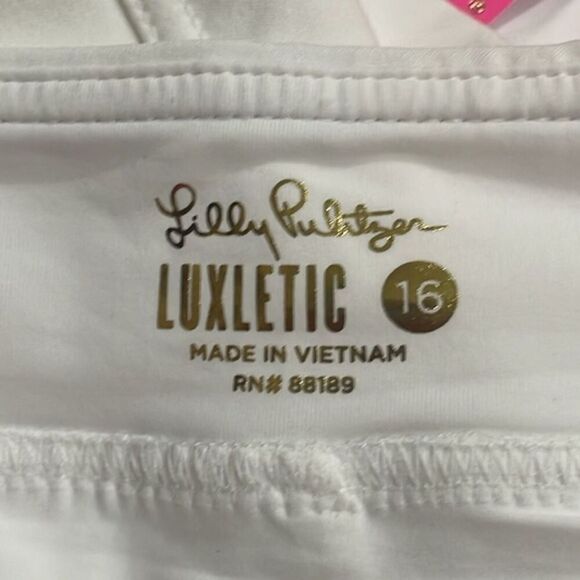 Lilly Pulitzer
LUXLETIC 16
MADE IN VIETNAM
RN# 88189